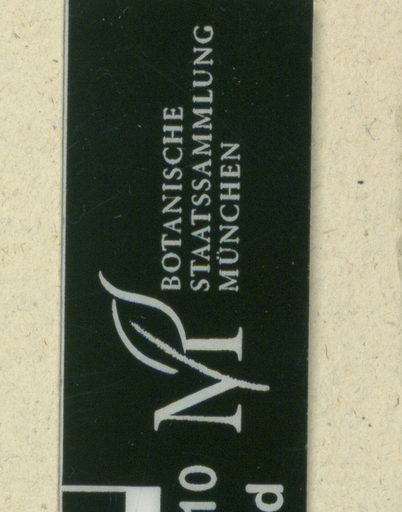 BOTANISCHE
STAATSSAMMLUNG
MÜNCHEN
M
10
d